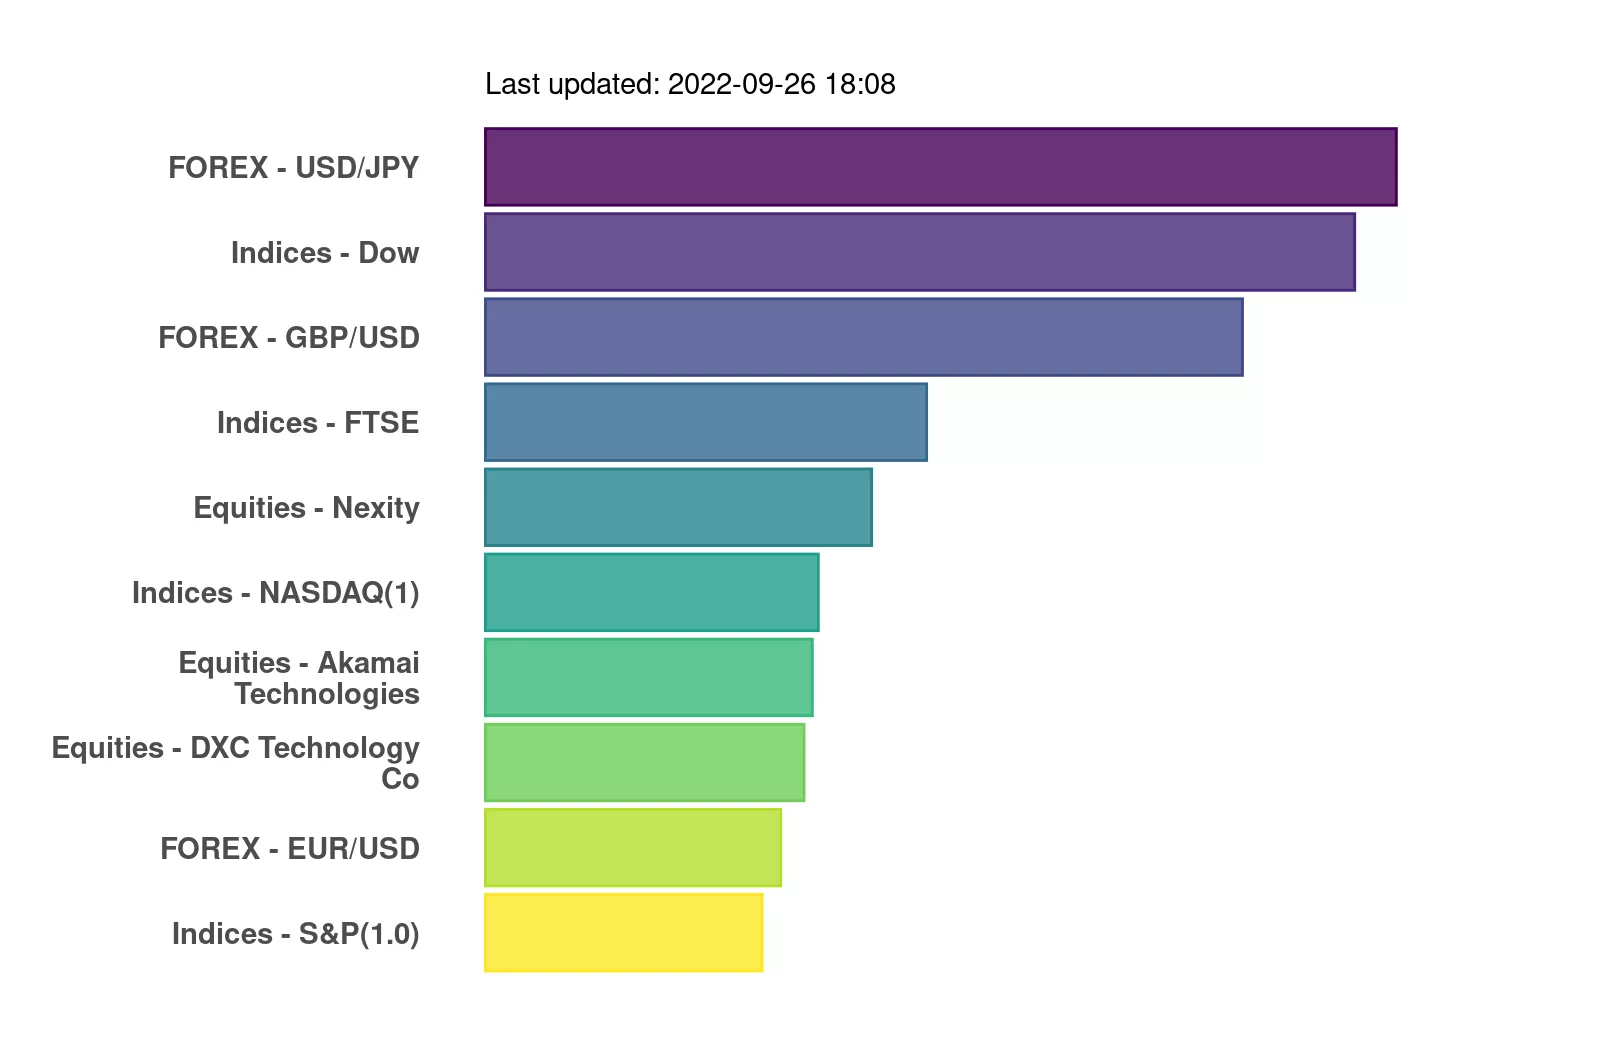 Last updated: 2022-09-26 18:08
FOREX - USD/JPY
Indices - Dow
FOREX - GBP/USD
Indices - FTSE
Equities - Nexity
Indices - NASDAQ(1)
Equities - Akamai
Technologies
Equities - DXC Technology
Co
FOREX - EUR/USD
Indices - S&P(1.0)